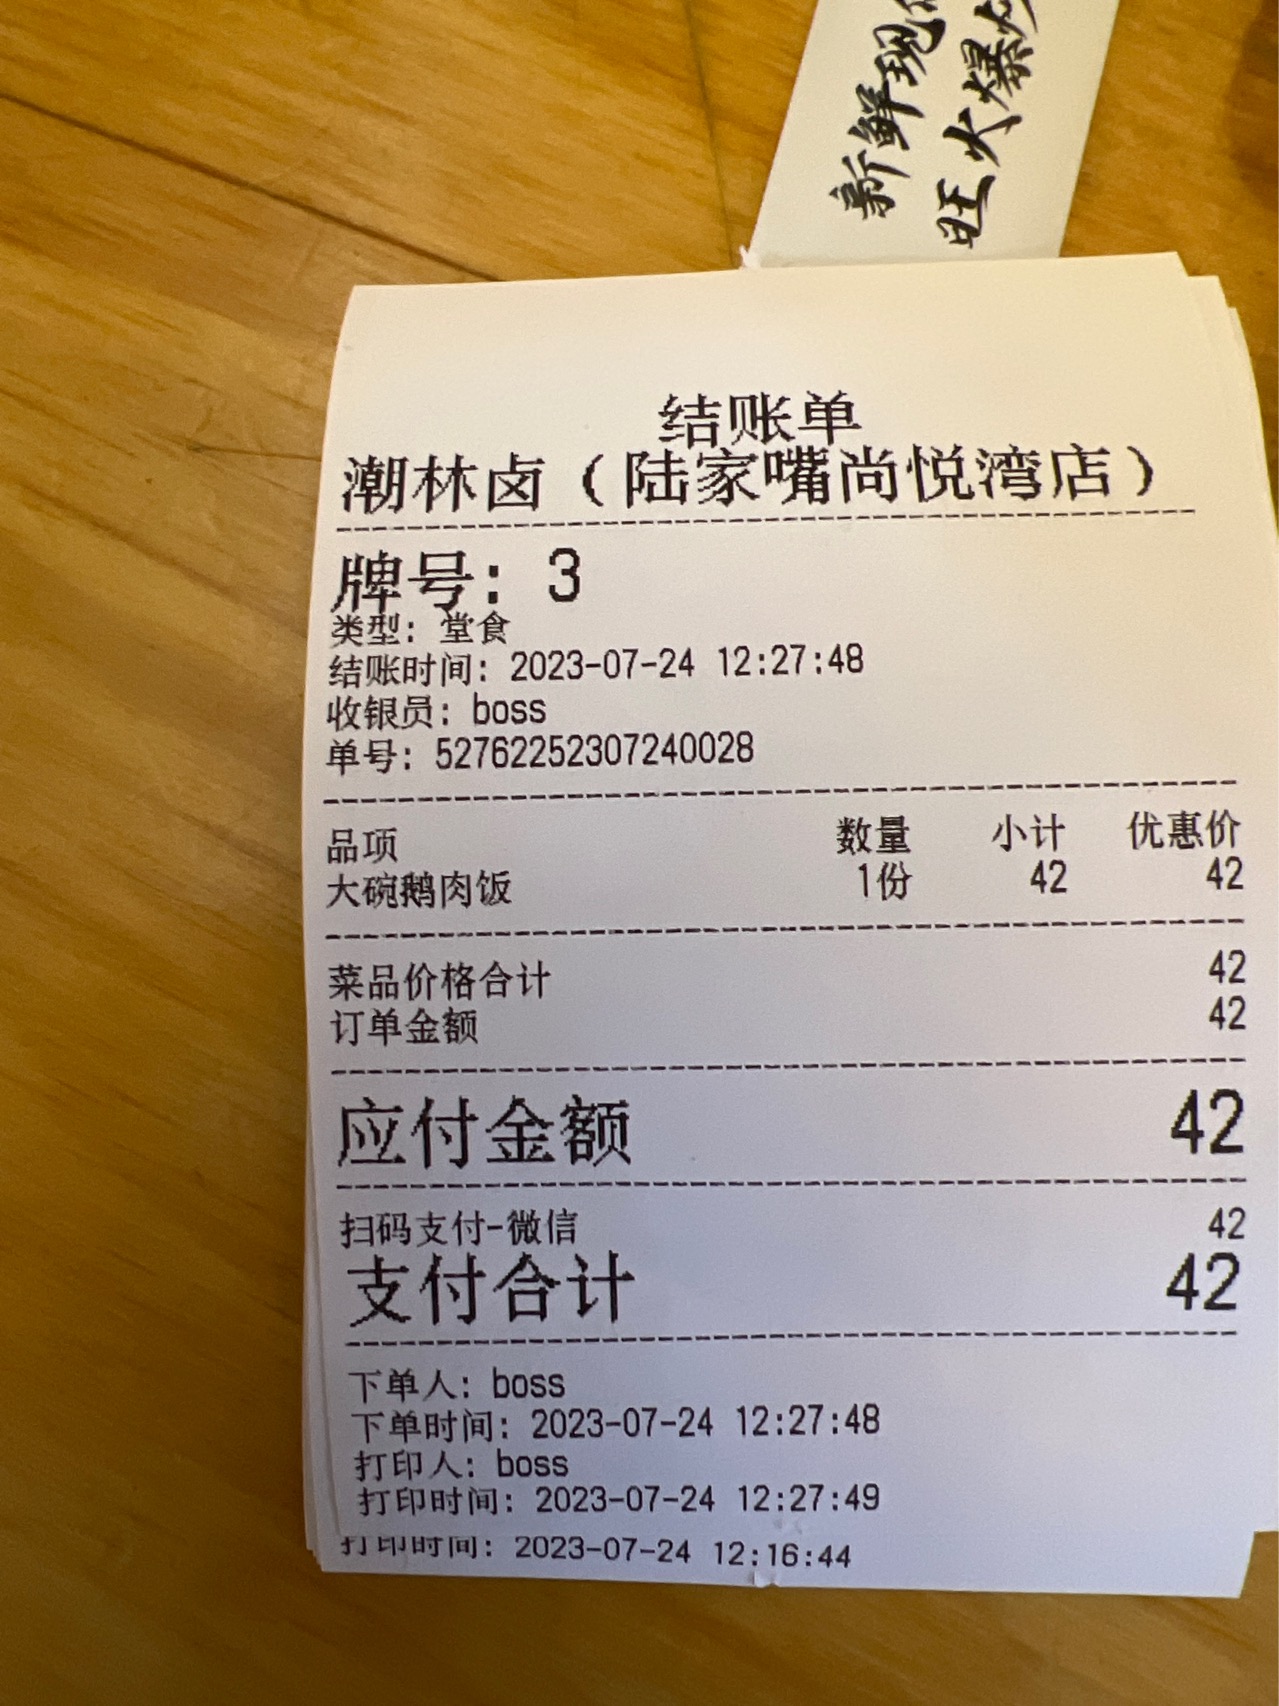 新鲜现
旺火爆炒
结账单
潮林卤（陆家嘴尚悦湾店）
牌号: 3
类型: 堂食
结账时间: 2023-07-24 12:27:48
收银员: boss
单号: 52762252307240028
品项 数量 小计 优惠价
大碗鹅肉饭 1份 42 42
菜品价格合计 42
订单金额 42
应付金额 42
扫码支付-微信 42
支付合计 42
下单人: boss
下单时间: 2023-07-24 12:27:48
打印人: boss
打印时间: 2023-07-24 12:27:49
打印时间: 2023-07-24 12:16:44